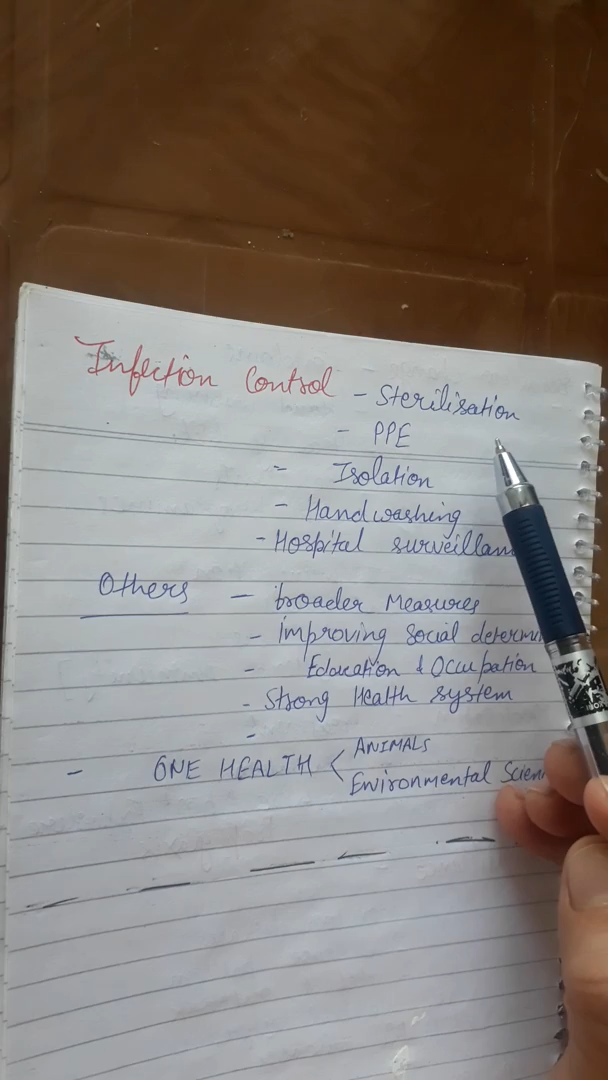 Infection Control - Sterilisation
- PPE
- Isolation
- Handwashing
- Hospital
Others - broader Measures
- Improving Social
- Education & Occupation
- Strong Health system
-
- ONE HEALTH < ANIMALS
Environmental